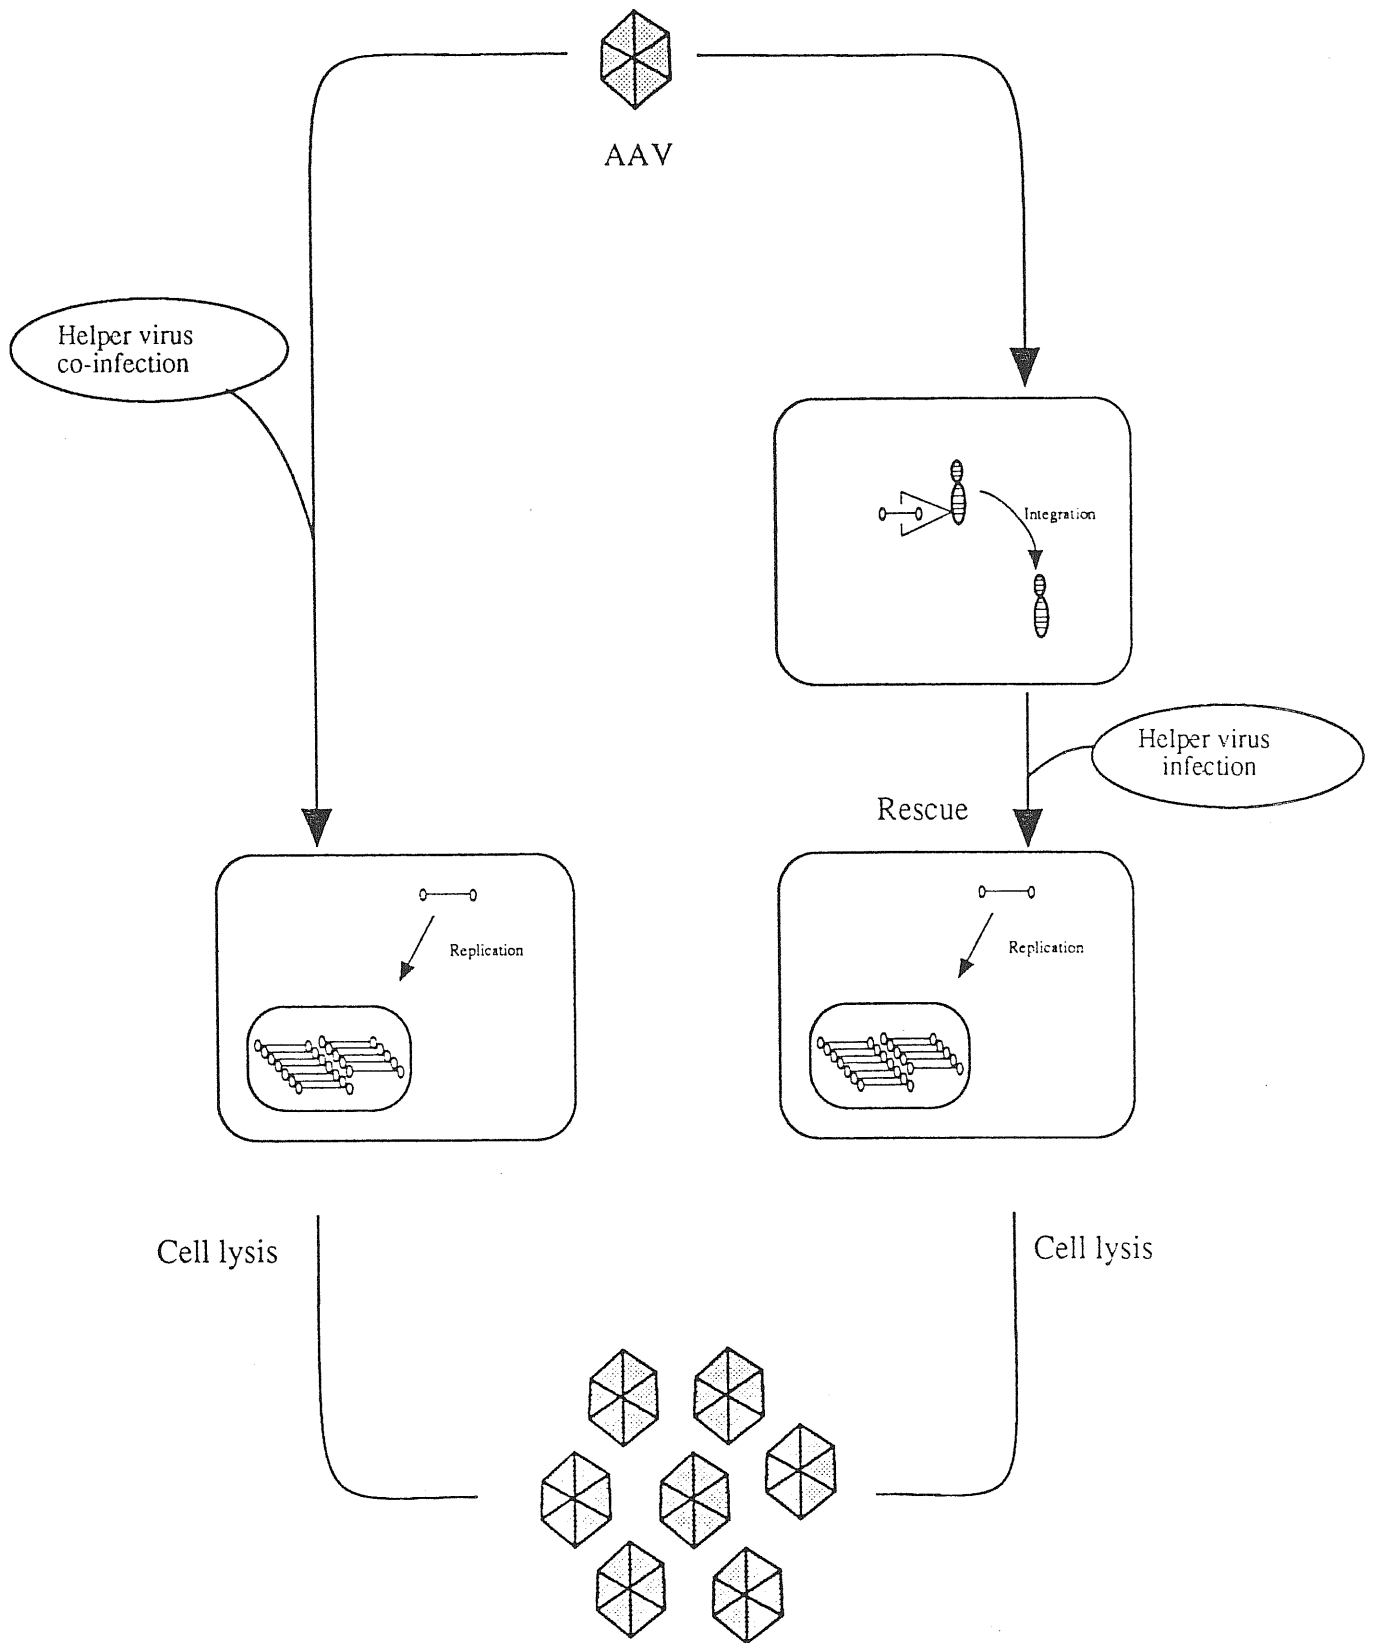 AAV
Helper virus
co-infection
Integration
Helper virus
infection
Rescue
Replication
Replication
Cell lysis
Cell lysis